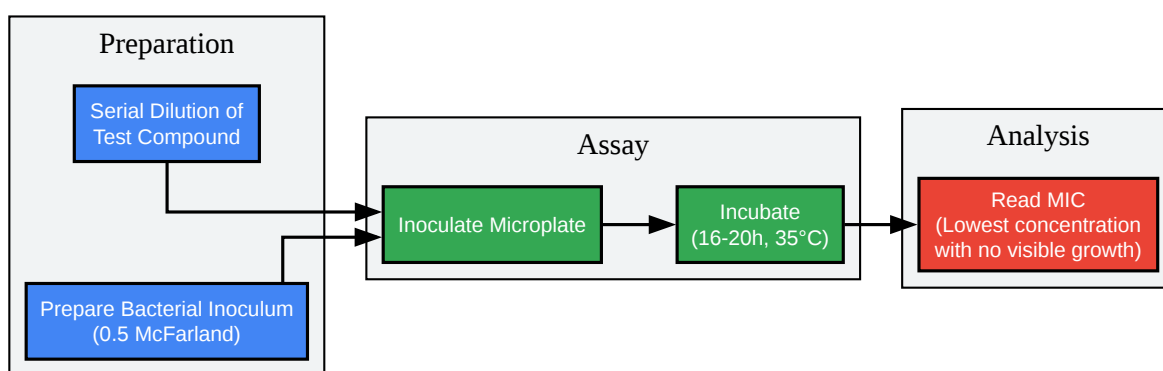 Preparation
Serial Dilution of
Test Compound
Prepare Bacterial Inoculum
(0.5 McFarland)
Assay
Inoculate Microplate
Incubate
(16-20h, 35°C)
Analysis
Read MIC
(Lowest concentration
with no visible growth)